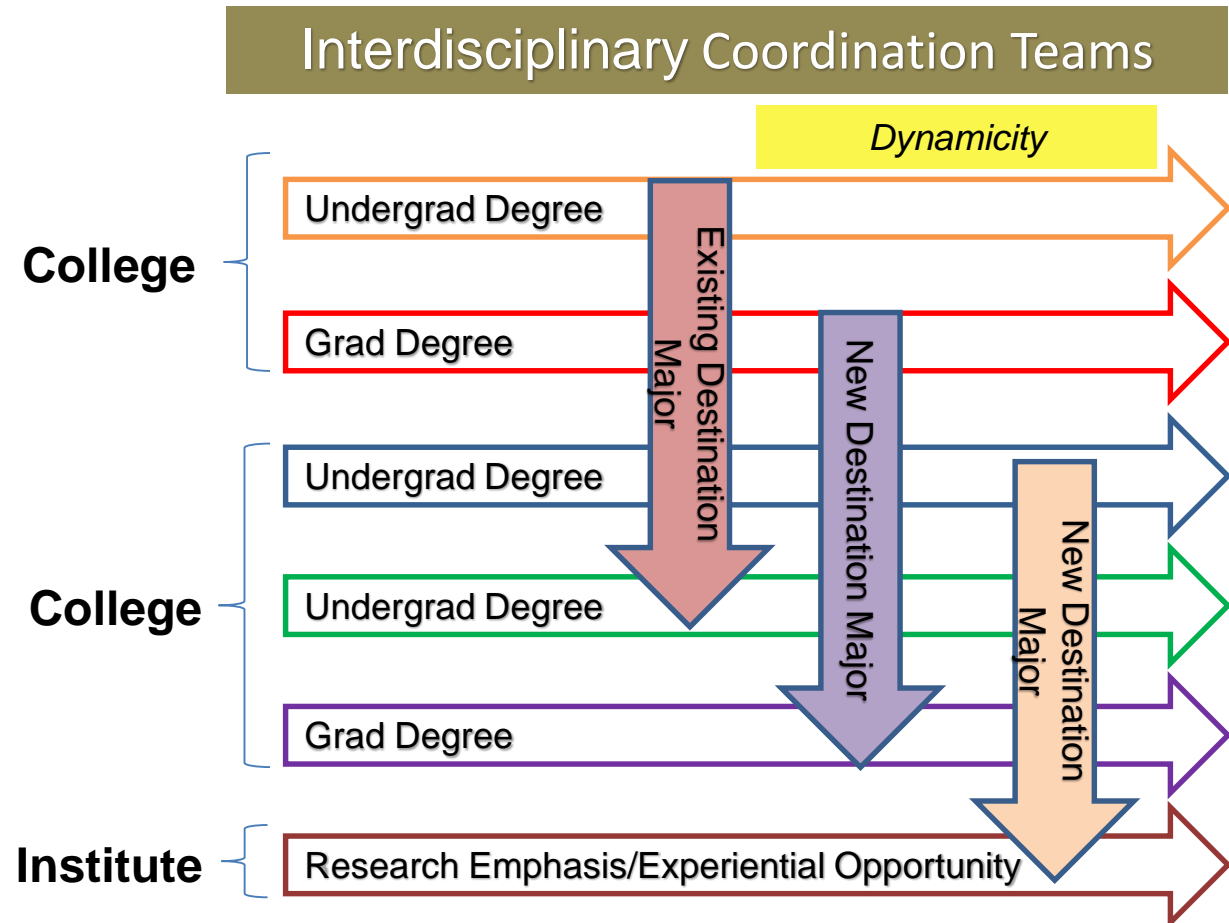 Interdisciplinary Coordination Teams
Dynamicity
College
Undergrad Degree
Grad Degree
College
Undergrad Degree
Undergrad Degree
Grad Degree
Institute
Research Emphasis/Experiential Opportunity
Existing Destination
Major
New Destination Major
New Destination
Major